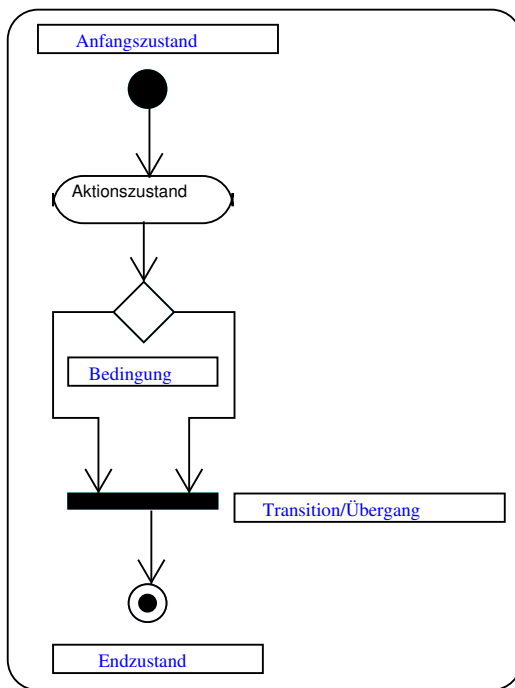 Anfangszustand
Aktionszustand
Bedingung
Transition/Übergang
Endzustand